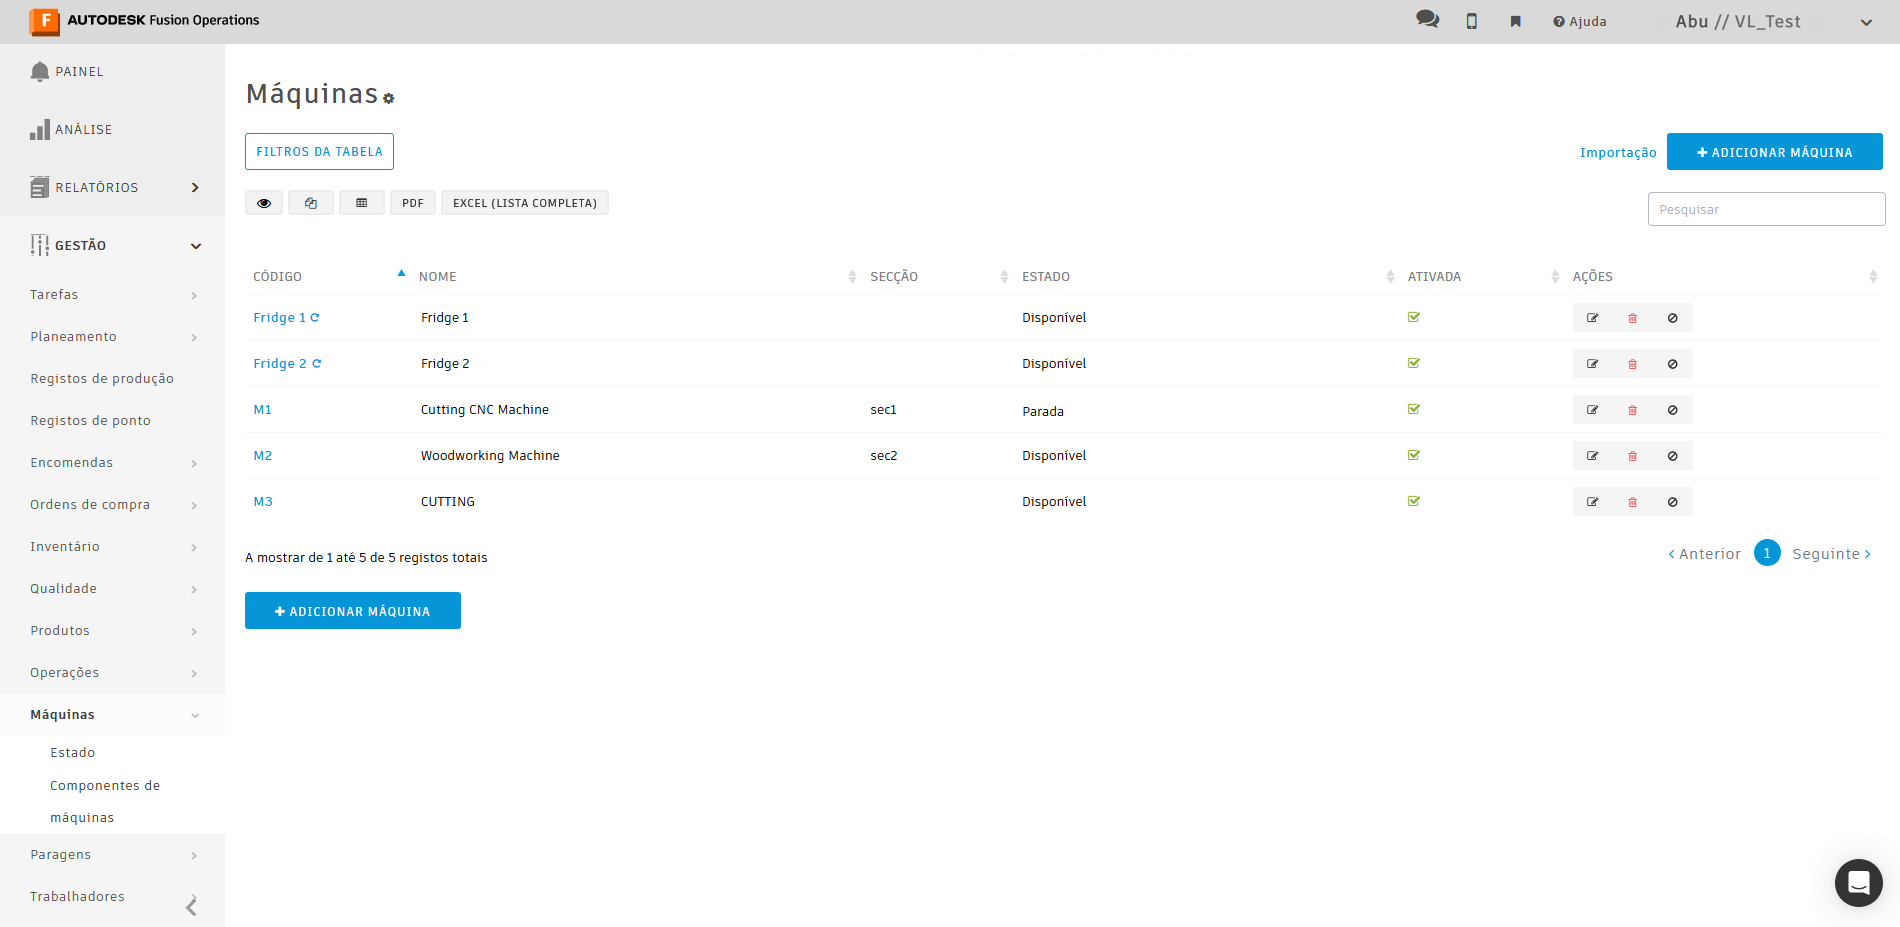 F AUTODESK Fusion Operations
Ajuda
Abu // VL_Test
PAINEL
ANÁLISE
RELATÓRIOS
GESTÃO
Tarefas
Planeamento
Registos de produção
Registos de ponto
Encomendas
Ordens de compra
Inventário
Qualidade
Produtos
Operações
Máquinas
Estado
Componentes de
máquinas
Paragens
Trabalhadores
Máquinas
FILTROS DA TABELA
Importação
ADICIONAR MÁQUINA
PDF
EXCEL (LISTA COMPLETA)
Pesquisar
CÓDIGO NOME SECÇÃO ESTADO ATIVADA AÇÕES
Fridge 1 Fridge 1 Disponível
Fridge 2 Fridge 2 Disponível
M1 Cutting CNC Machine sec1 Parada
M2 Woodworking Machine sec2 Disponível
M3 CUTTING Disponível
A mostrar de 1 até 5 de 5 registos totais
Anterior 1 Seguinte
ADICIONAR MÁQUINA